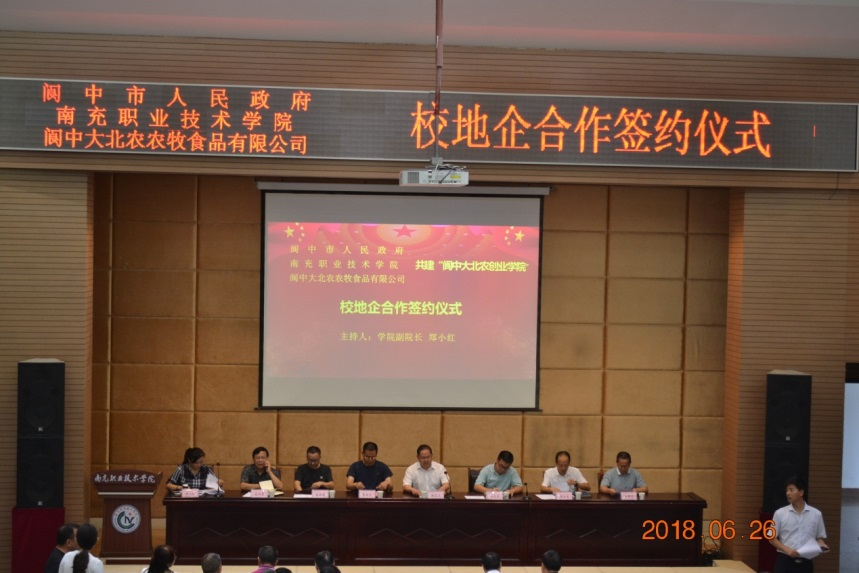 阆中市人民政府
南充职业技术学院
阆中大北农农牧食品有限公司
校地企合作签约仪式
阆中市人民政府
南充职业技术学院
阆中大北农农牧食品有限公司
共建“阆中大北农创业学院”
校地企合作签约仪式
主持人：学院副院长 郑小红
南充职业技术学院
2018.06.26